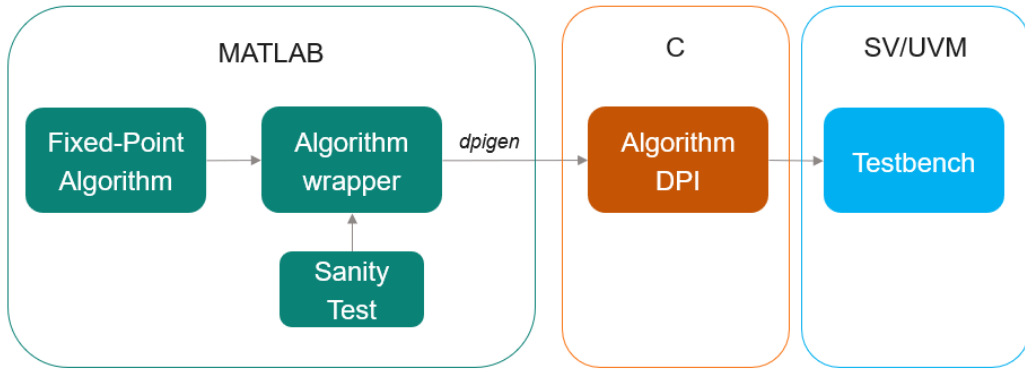 MATLAB
Fixed-Point
Algorithm
Algorithm
wrapper
dpigen
Sanity
Test
C
Algorithm
DPI
SV/UVM
Testbench